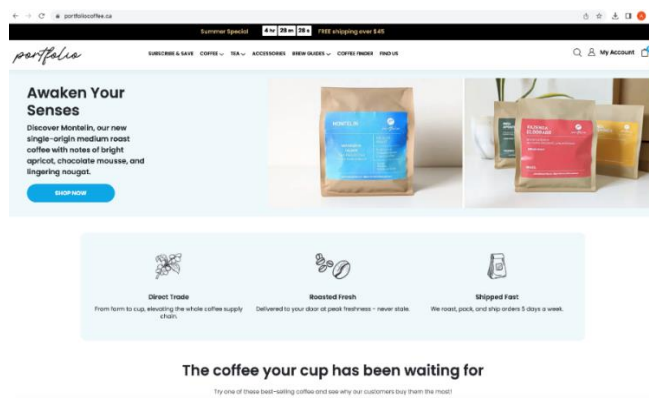 portfoliocoffee.ca
Summer Special 4 hr 28 m 28 s FREE shipping over $45
portfolio
SUBSCRIBE & SAVE COFFEE TEA ACCESSORIES BREW GUIDES COFFEE FINDER FIND US
My Account
Awaken Your
Senses
Discover Montelin, our new
single-origin medium roast
coffee with notes of bright
apricot, chocolate mousse, and
lingering nougat.
SHOP NOW
MONTELIN
Direct Trade
From farm to cup, elevating the whole coffee supply
chain.
Roasted Fresh
Delivered to your door at peak freshness - never stale.
Shipped Fast
We roast, pack, and ship orders 5 days a week.
The coffee your cup has been waiting for
Try one of these best-selling coffee and see why our customers buy them the most!